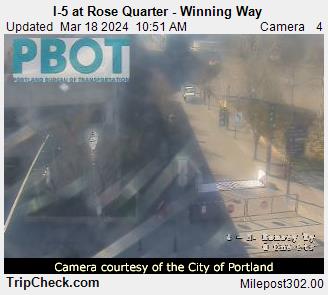 I-5 at Rose Quarter - Winning Way
Updated Mar 18 2024 10:51 AM Camera 4
PBOT
PORTLAND BUREAU OF TRANSPORTATION
Camera courtesy of the City of Portland
TripCheck.com Milepost302.00